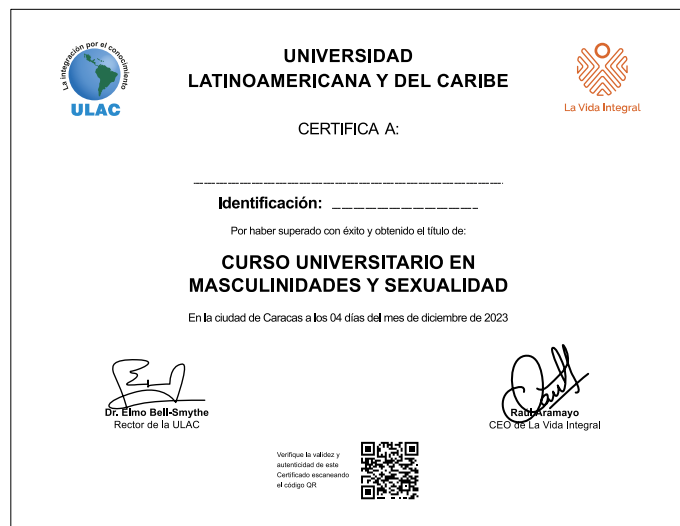 La integración por el conocimiento
ULAC
UNIVERSIDAD
LATINOAMERICANA Y DEL CARIBE
La Vida Integral
CERTIFICA A:
Identificación:
Por haber superado con éxito y obtenido el título de:
CURSO UNIVERSITARIO EN
MASCULINIDADES Y SEXUALIDAD
En la ciudad de Caracas a los 04 días del mes de diciembre de 2023
Dr. Elmo Bell-Smythe
Rector de la ULAC
Raúl Aramayo
CEO de La Vida Integral
Verifique la validez y
autenticidad de este
Certificado escaneando
el código QR